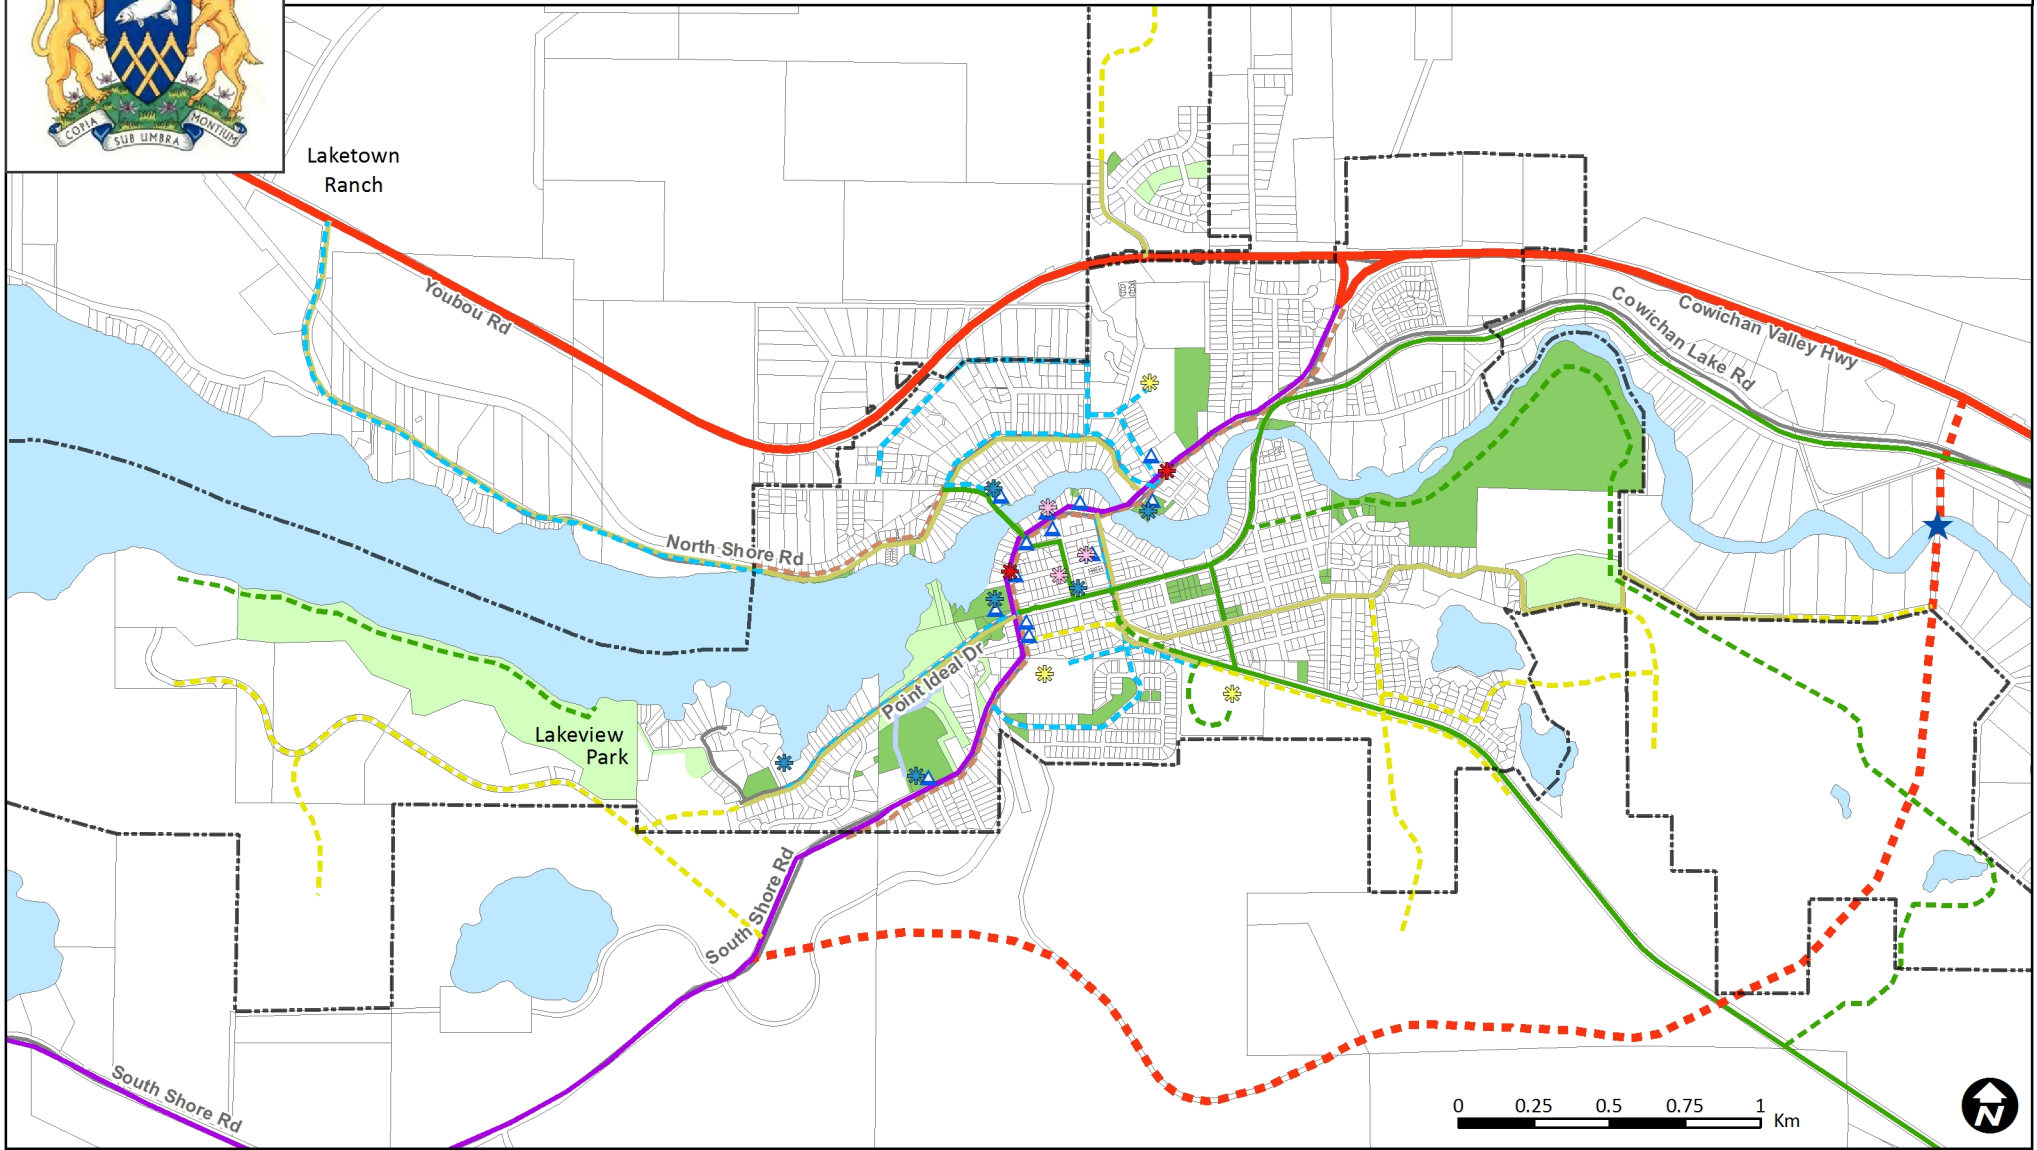 COPIA
SUB UMBRA
MONTIUM
Laketown
Ranch
Youbou Rd
Cowichan Valley Hwy
Cowichan Lake Rd
North Shore Rd
Point Ideal Dr
Lakeview
Park
South Shore Rd
South Shore Rd
0 0.25 0.5 0.75 1
Km
N